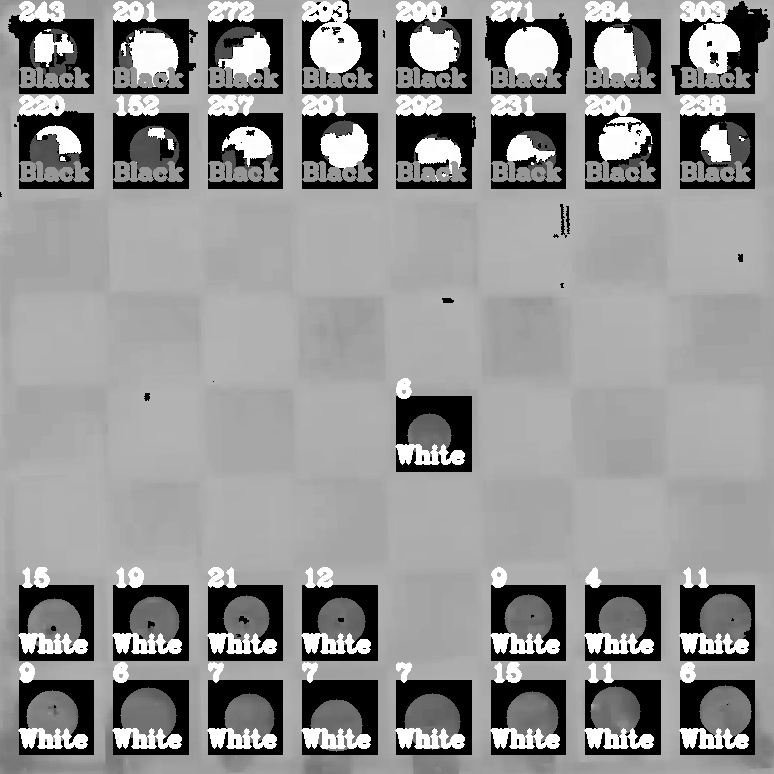 243 291 272 293 290 271 284 303
Black Black Black Black Black Black Black Black
220 152 257 291 292 231 290 238
Black Black Black Black Black Black Black Black
6
White
15 19 21 12 9 4 11
White White White White White White White
9 6 7 7 7 15 11 6
White White White White White White White White